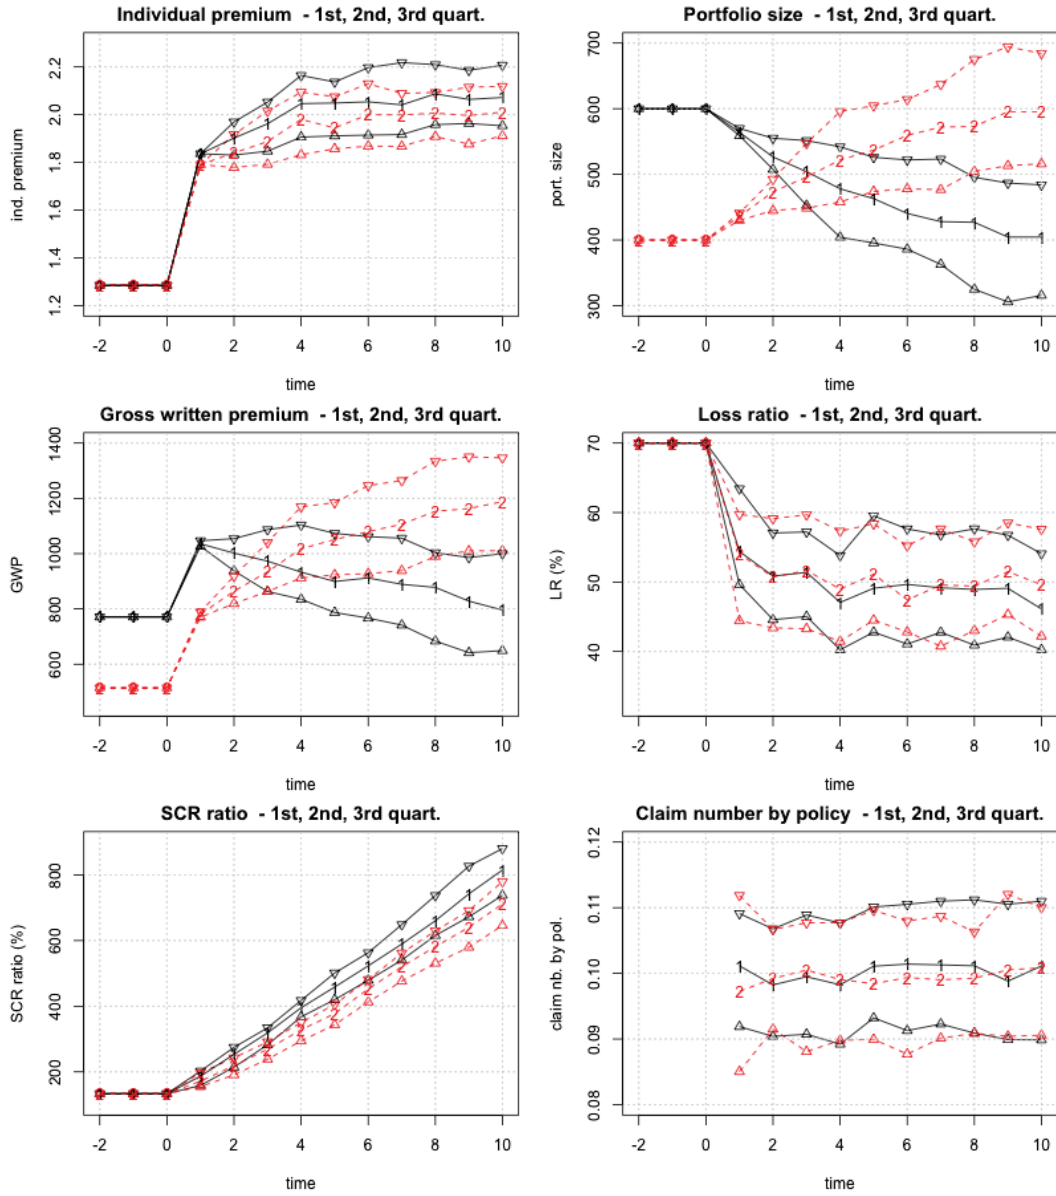 Individual premium - 1st, 2nd, 3rd quart.
ind. premium
2.2
2.0
1.8
1.6
1.4
1.2
-2 0 2 4 6 8 10
time
Portfolio size - 1st, 2nd, 3rd quart.
port. size
700
600
500
400
300
-2 0 2 4 6 8 10
time
Gross written premium - 1st, 2nd, 3rd quart.
GWP
1400
1200
1000
800
600
-2 0 2 4 6 8 10
time
Loss ratio - 1st, 2nd, 3rd quart.
LR (%)
70
60
50
40
-2 0 2 4 6 8 10
time
SCR ratio - 1st, 2nd, 3rd quart.
SCR ratio (%)
800
600
400
200
-2 0 2 4 6 8 10
time
Claim number by policy - 1st, 2nd, 3rd quart.
claim nb. by pol.
0.12
0.11
0.10
0.09
0.08
-2 0 2 4 6 8 10
time